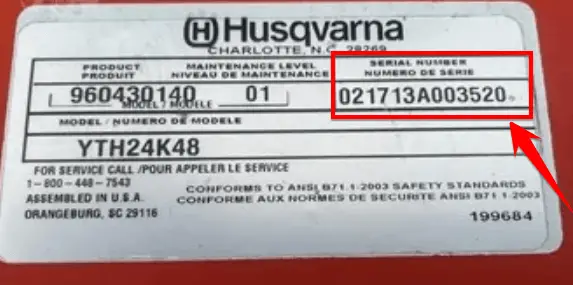 Husqvarna
CHARLOTTE, N.C. 28269
PRODUCT MAINTENANCE LEVEL SERIAL NUMBER
PRODUIT NIVEAU DE MAINTENANCE NUMERO DE SERIE
960430140 01 021713A003520
MODEL / MODELE
MODEL / NUMERO DE MODELE
YTH24K48
FOR SERVICE CALL /POUR APPELER LE SERVICE
1-800-448-7543
ASSEMBLED IN U.S.A.
ORANGEBURG, SC 29116
CONFORMS TO ANSI B71.1-2003 SAFETY STANDARDS
CONFORME AUX NORMES DE SECURITE ANSI B71.1-2003
199684